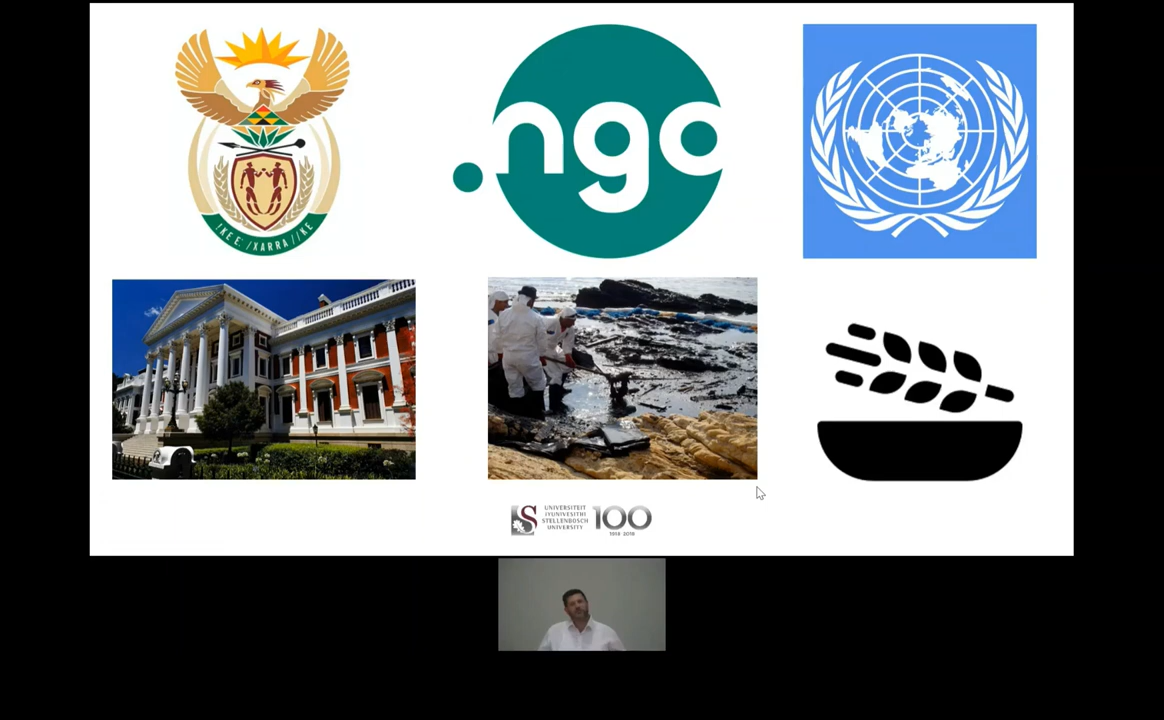 !KE E: /XARRA //KE
.ngo
UNIVERSITEIT
IYUNIVESITHI
STELLENBOSCH
UNIVERSITY
100
1918 2018